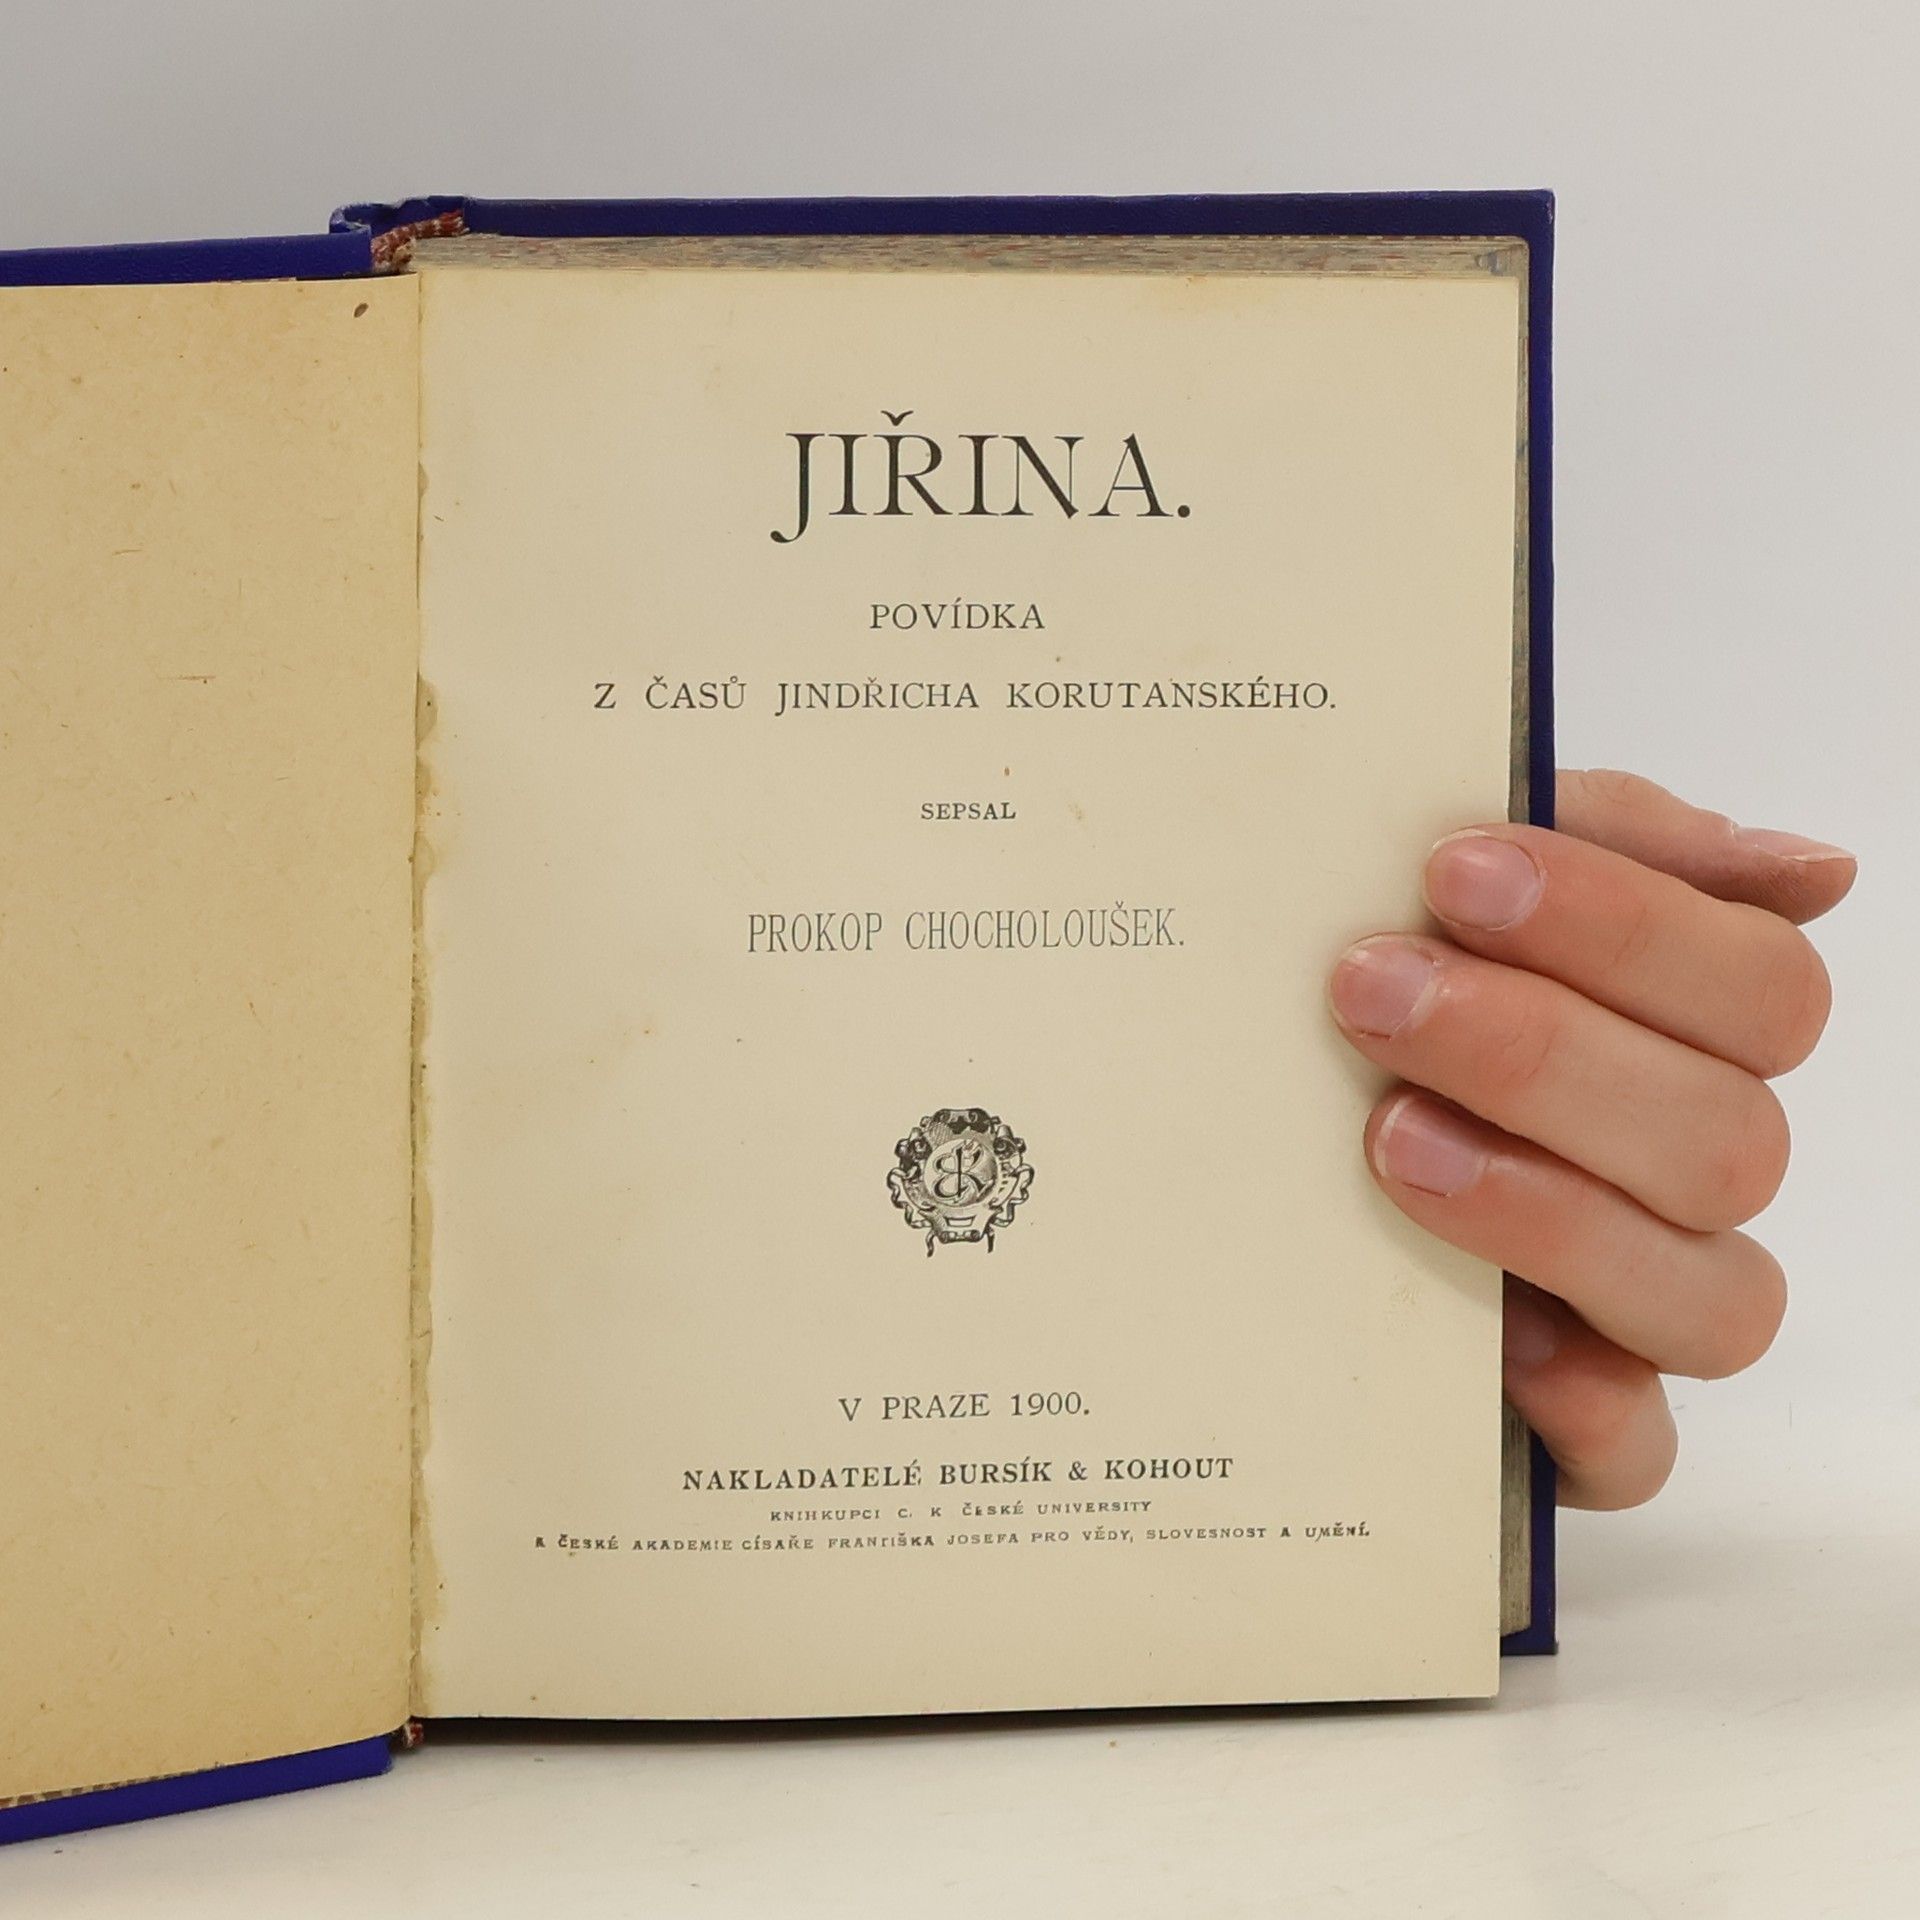 JIŘINA.
POVÍDKA
Z ČASŮ JINDŘICHA KORUTANSKÉHO.
SEPSAL
PROKOP CHOCHOLOUŠEK.
BK
V PRAZE 1900.
NAKLADATELÉ BURSÍK & KOHOUT
KNIHKUPCI C. K ČESKÉ UNIVERSITY
A ČESKÉ AKADEMIE CÍSAŘE FRANTIŠKA JOSEFA PRO VĚDY, SLOVESNOST A UMĚNÍ.